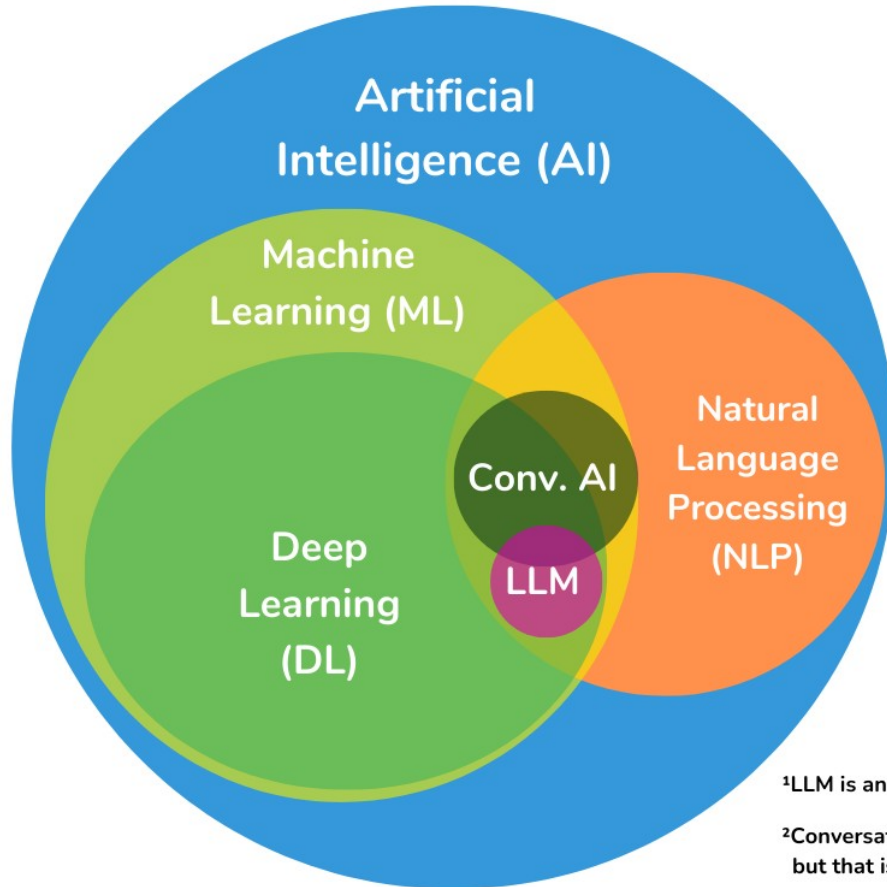 Artificial
Intelligence (AI)
Machine
Learning (ML)
Natural
Language
Processing
(NLP)
Conv. AI
Deep
Learning
(DL)
LLM
¹LLM is an
²Conversat
but that is